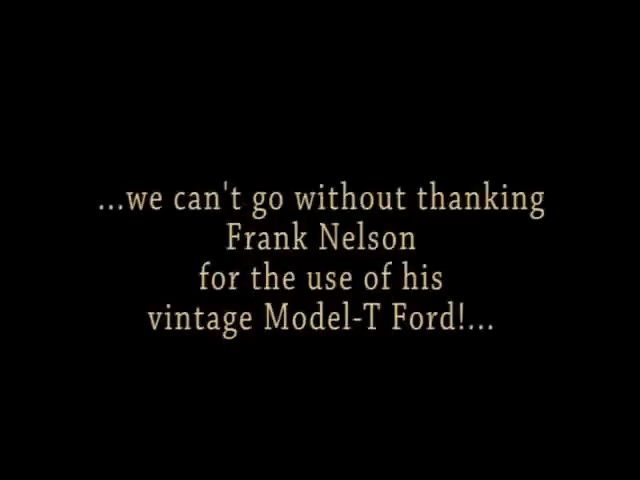 ...we can't go without thanking
Frank Nelson
for the use of his
vintage Model-T Ford!...